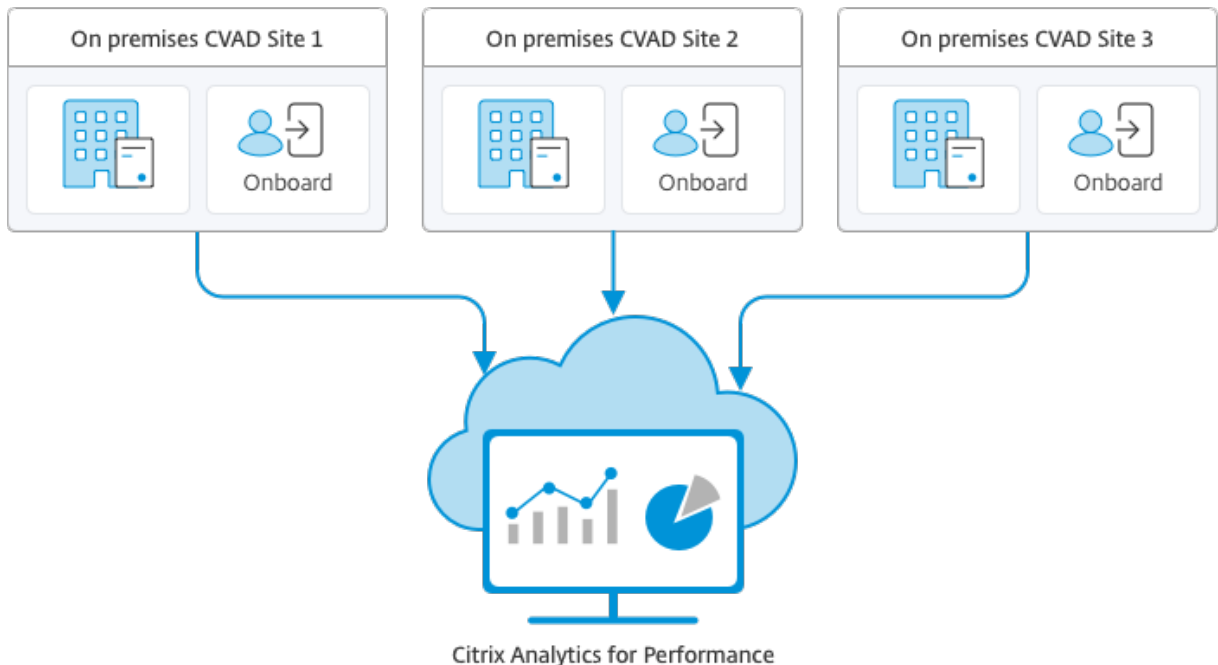 On premises CVAD Site 1
On premises CVAD Site 2
On premises CVAD Site 3
Onboard
Onboard
Onboard
Citrix Analytics for Performance